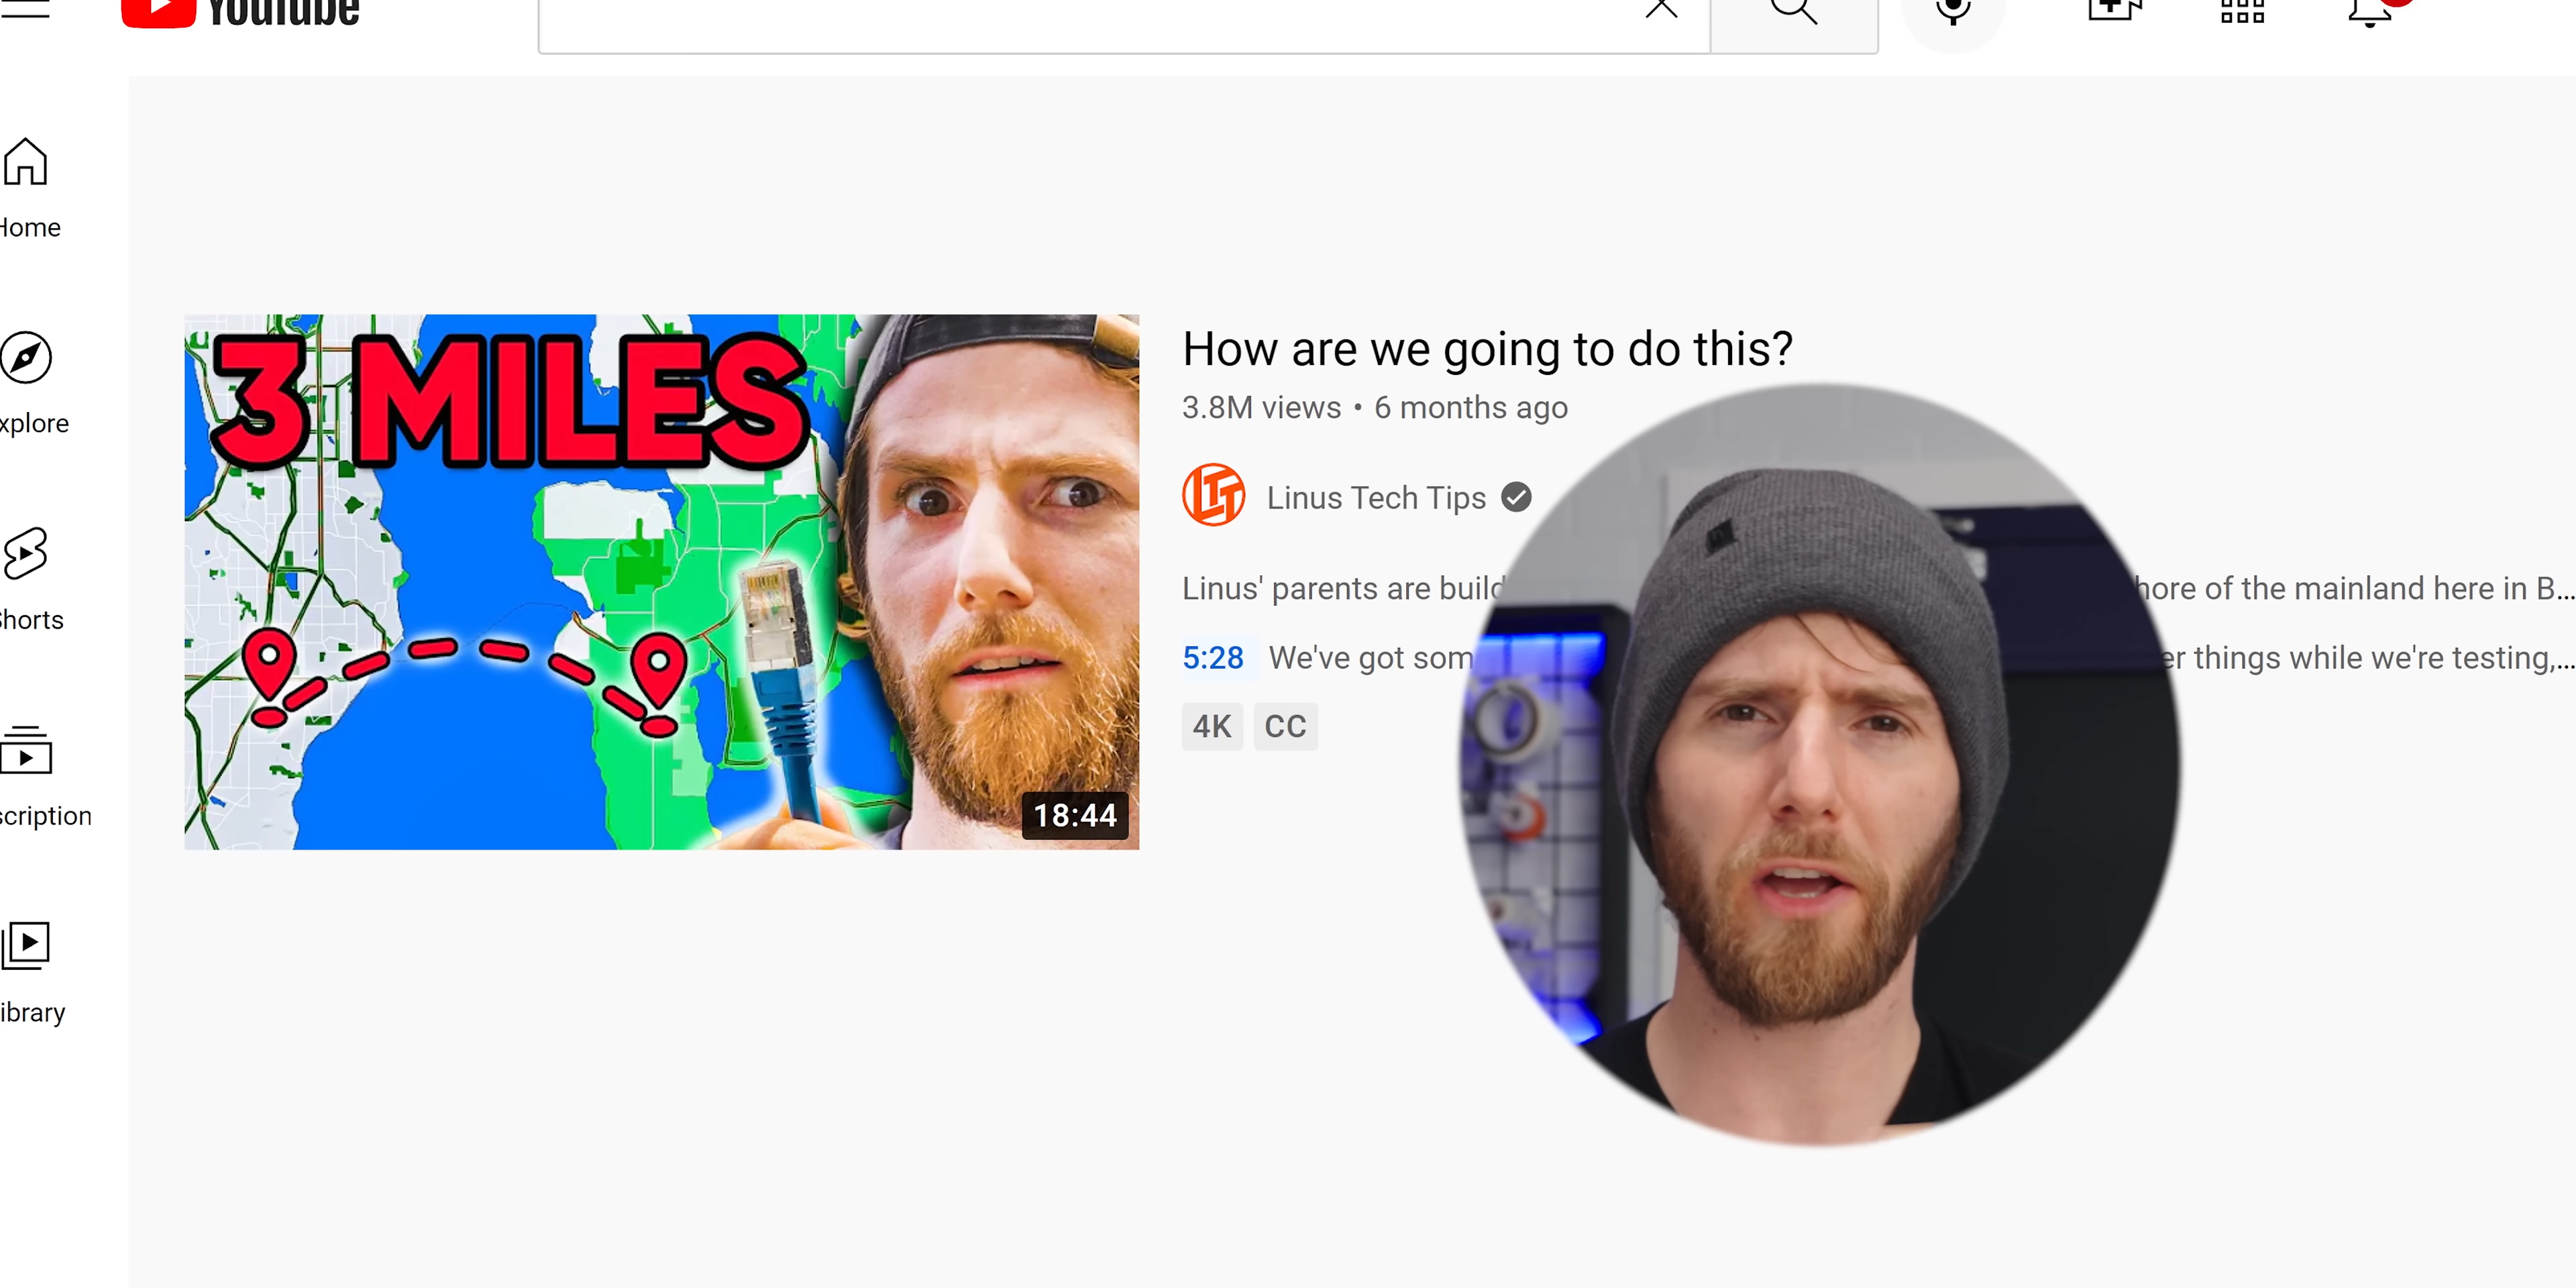 YouTube
Home
xplore
Shorts
scription
ibrary
3 MILES
18:44
How are we going to do this?
3.8M views • 6 months ago
LTT Linus Tech Tips
Linus' parents are build hore of the mainland here in B...
5:28 We've got som er things while we're testing,...
4K CC